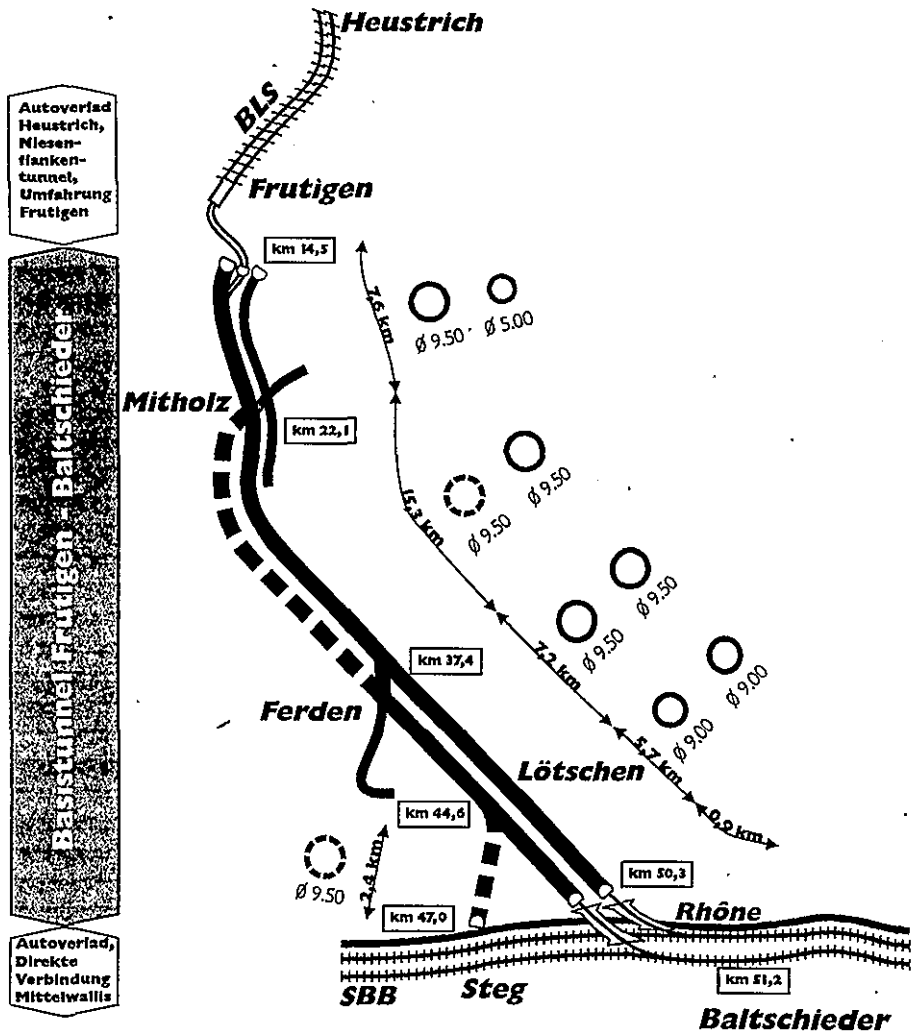 Heustrich
BLS
Frutigen
Autoverlad
Heustrich,
Niesen-
flanken-
tunnel,
Umfahrung
Frutigen
km 14,5
7,6 km
Ø 9.50
Ø 5.00
Basistunnel Frutigen - Baltschieder
Mitholz
km 22,1
15,3 km
Ø 9.50
Ø 9.50
km 37,4
7,2 km
Ø 9.50
Ø 9.50
Ferden
Lötschen
5,7 km
Ø 9.00
Ø 9.00
km 44,6
0,9 km
Ø 9.50
2,4 km
km 50,3
km 47,0
Rhône
Autoverlad,
Direkte
Verbindung
Mittelwallis
SBB
Steg
km 51,2
Baltschieder